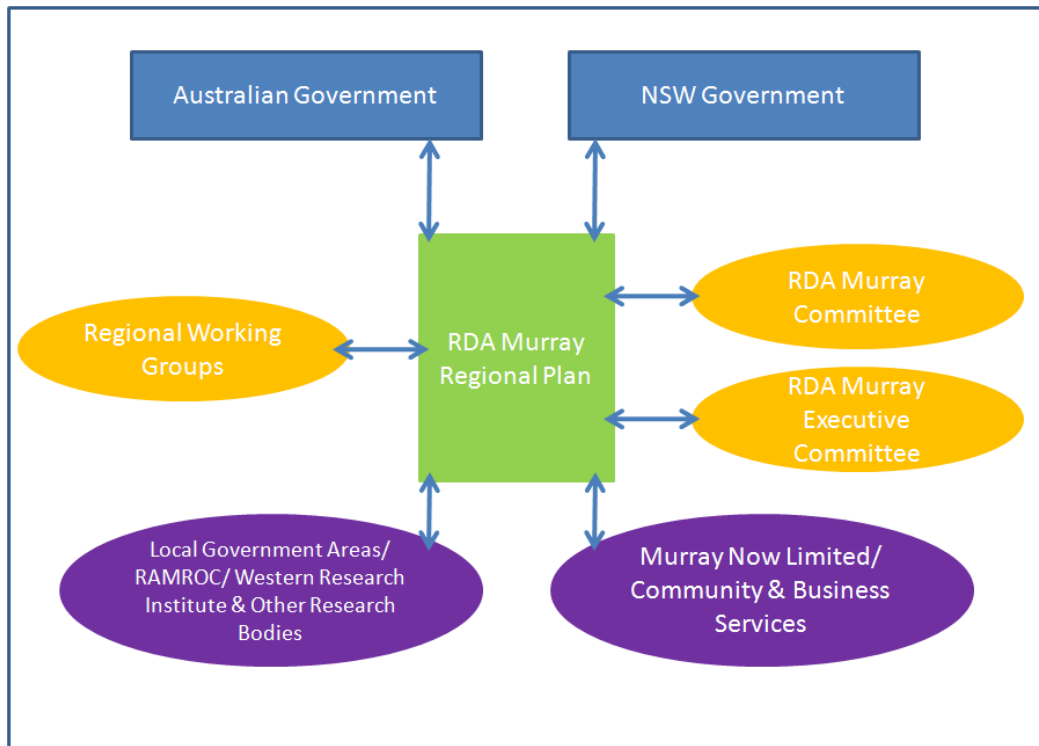 Australian Government
NSW Government
RDA Murray
Committee
Regional Working
Groups
RDA Murray
Regional Plan
RDA Murray
Executive
Committee
Local Government Areas/
RAMROC/ Western Research
Institute & Other Research
Bodies
Murray Now Limited/
Community & Business
Services